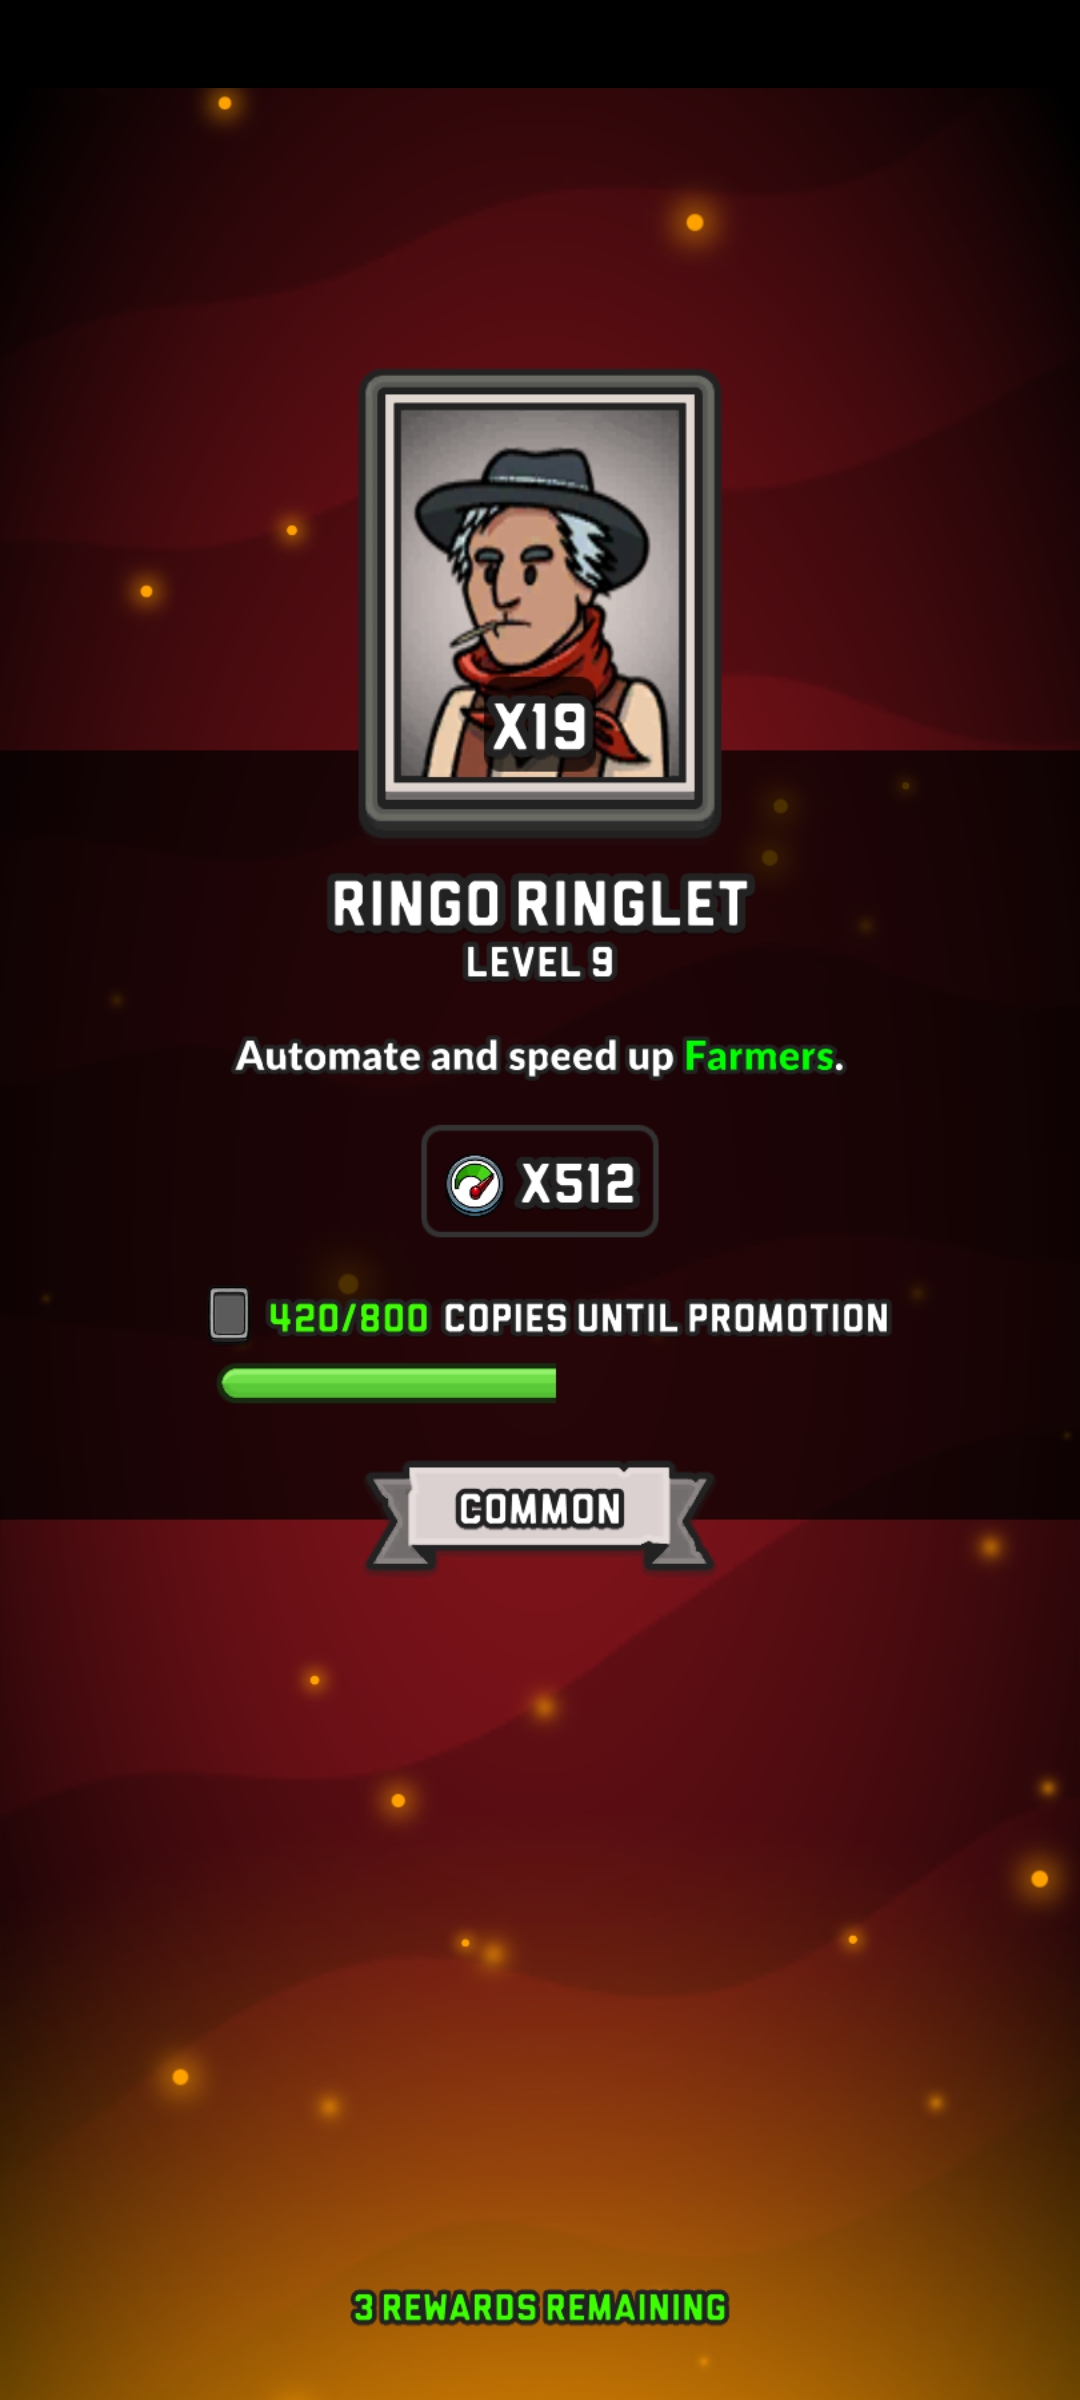 X19
RINGO RINGLET
LEVEL 9
Automate and speed up Farmers.
X512
420/800 COPIES UNTIL PROMOTION
COMMON
3 REWARDS REMAINING